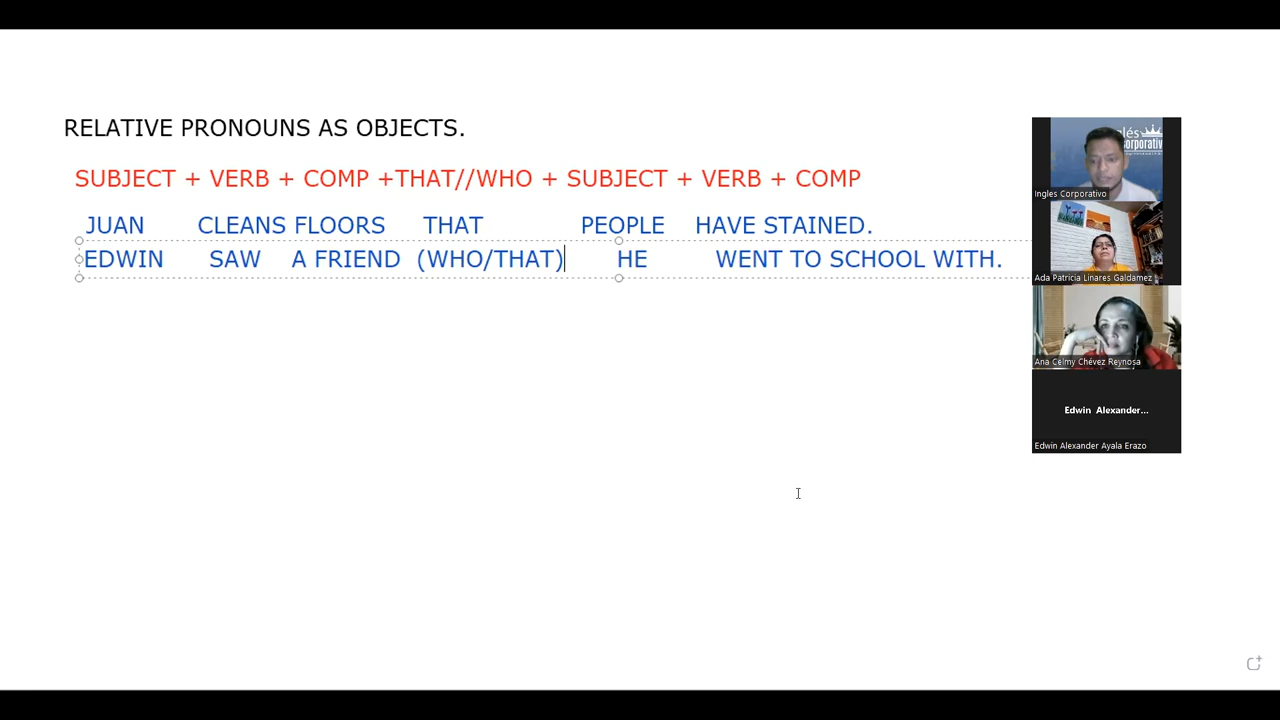 RELATIVE PRONOUNS AS OBJECTS.
SUBJECT + VERB + COMP +THAT//WHO + SUBJECT + VERB + COMP
JUAN CLEANS FLOORS THAT PEOPLE HAVE STAINED.
EDWIN SAW A FRIEND (WHO/THAT) HE WENT TO SCHOOL WITH.
lés
orporativo
Ingles Corporativo
Ada Patricia Linares Galdamez
Ana Celmy Chévez Reynosa
Edwin Alexander...
Edwin Alexander Ayala Erazo